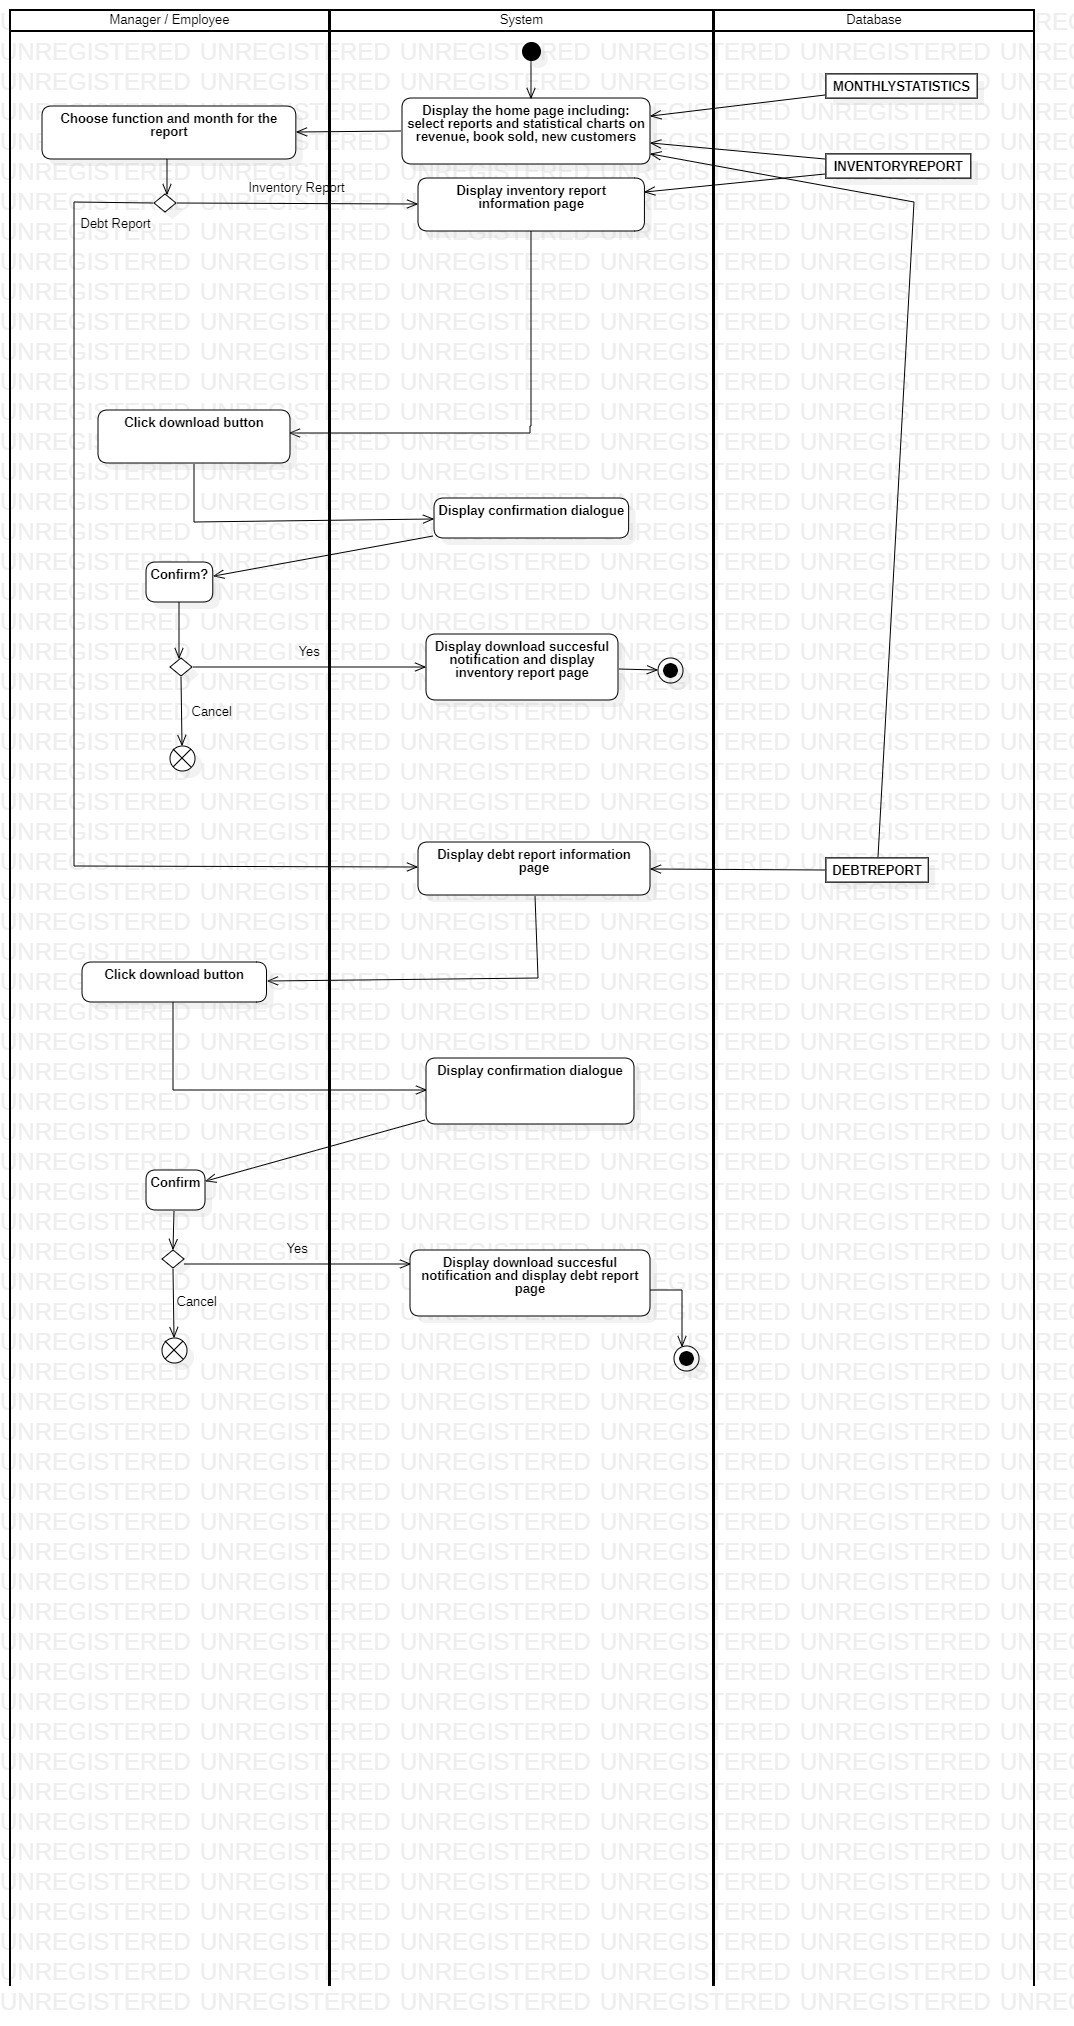 Manager / Employee
System
Database
MONTHLYSTATISTICS
Display the home page including:
select reports and statistical charts on
revenue, book sold, new customers
Choose function and month for the
report
INVENTORYREPORT
Inventory Report
Display inventory report
information page
Debt Report
Click download button
Display confirmation dialogue
Confirm?
Yes
Display download succesful
notification and display
inventory report page
Cancel
Display debt report information
page
DEBTREPORT
Click download button
Display confirmation dialogue
Confirm
Yes
Display download succesful
notification and display debt report
page
Cancel
UNREGISTERED